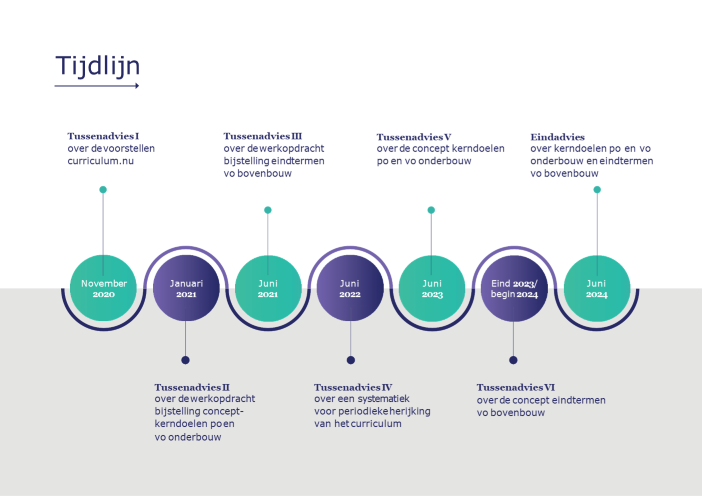 Tijdlijn
Tussenadvies I
over de voorstellen
curriculum.nu
Tussenadvies III
over de werkopdracht
bijstelling eindtermen
vo bovenbouw
Tussenadvies V
over de concept kerndoelen
po en vo onderbouw
Eindadvies
over kerndoelen po en vo
onderbouw en eindtermen
vo bovenbouw
November
2020
Januari
2021
Juni
2021
Juni
2022
Juni
2023
Eind 2023/
begin 2024
Juni
2024
Tussenadvies II
over de werkopdracht
bijstelling concept-
kerndoelen po en
vo onderbouw
Tussenadvies IV
over een systematiek
voor periodieke herijking
van het curriculum
Tussenadvies VI
over de concept eindtermen
vo bovenbouw